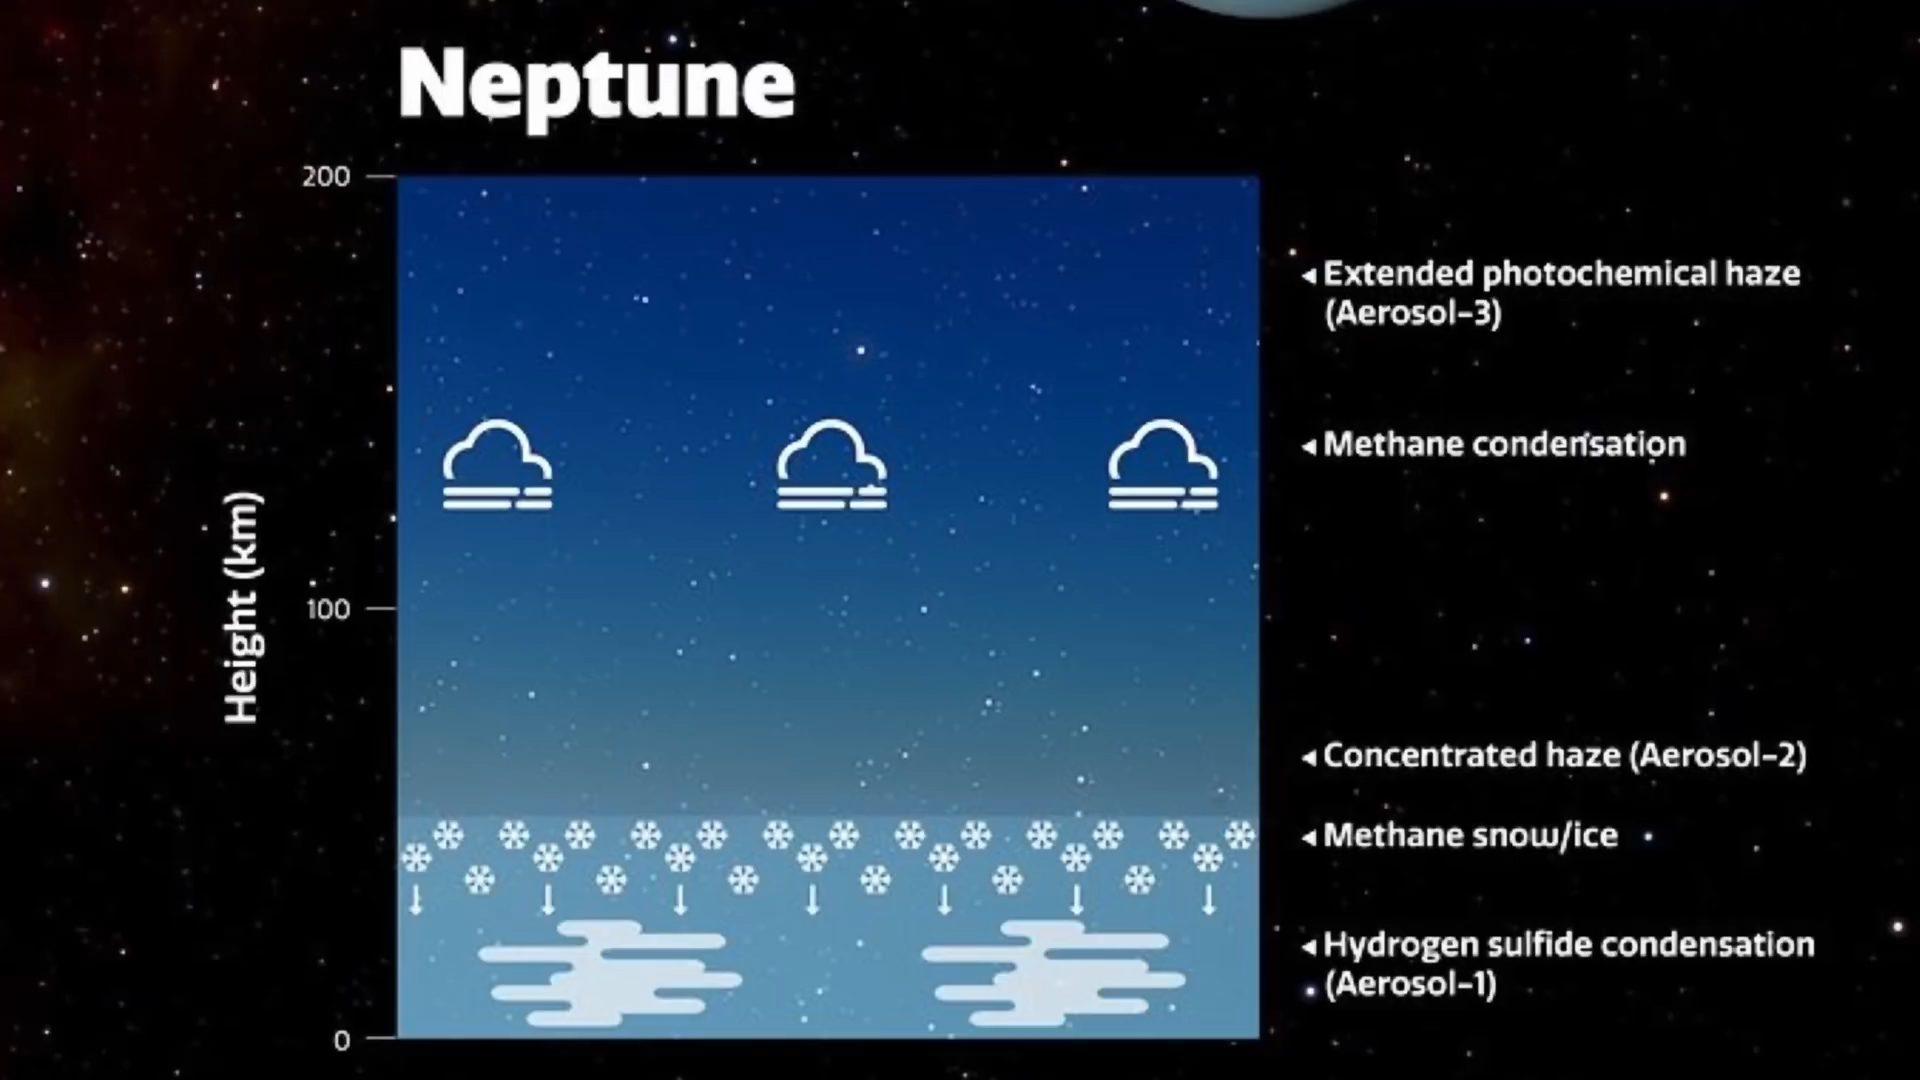 Neptune
200
Extended photochemical haze
(Aerosol-3)
Methane condensation
Height (km)
100
Concentrated haze (Aerosol-2)
Methane snow/ice
Hydrogen sulfide condensation
(Aerosol-1)
0